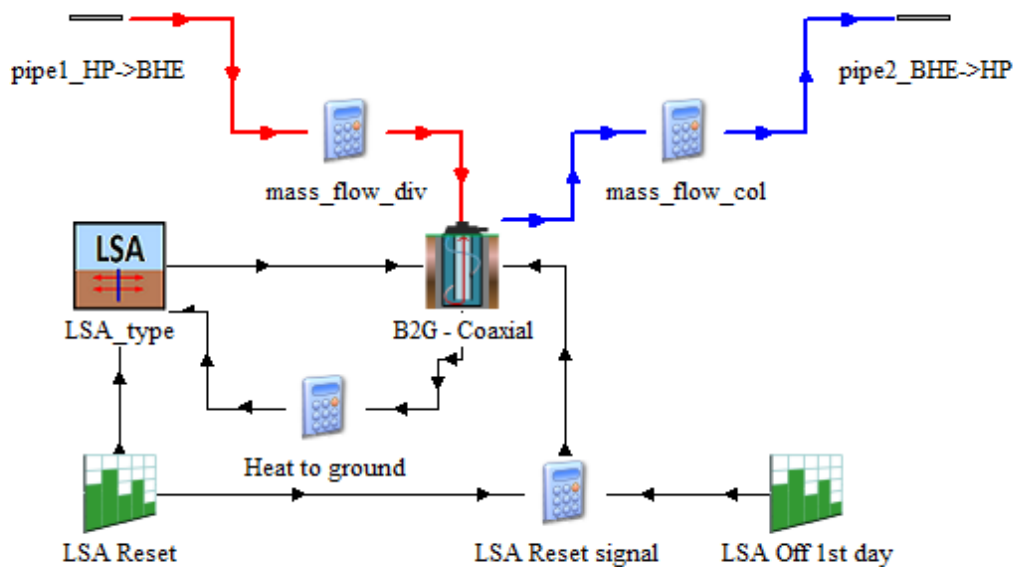 pipe1_HP->BHE
pipe2_BHE->HP
mass_flow_div
mass_flow_col
LSA
LSA_type
B2G - Coaxial
Heat to ground
LSA Reset
LSA Reset signal
LSA Off 1st day